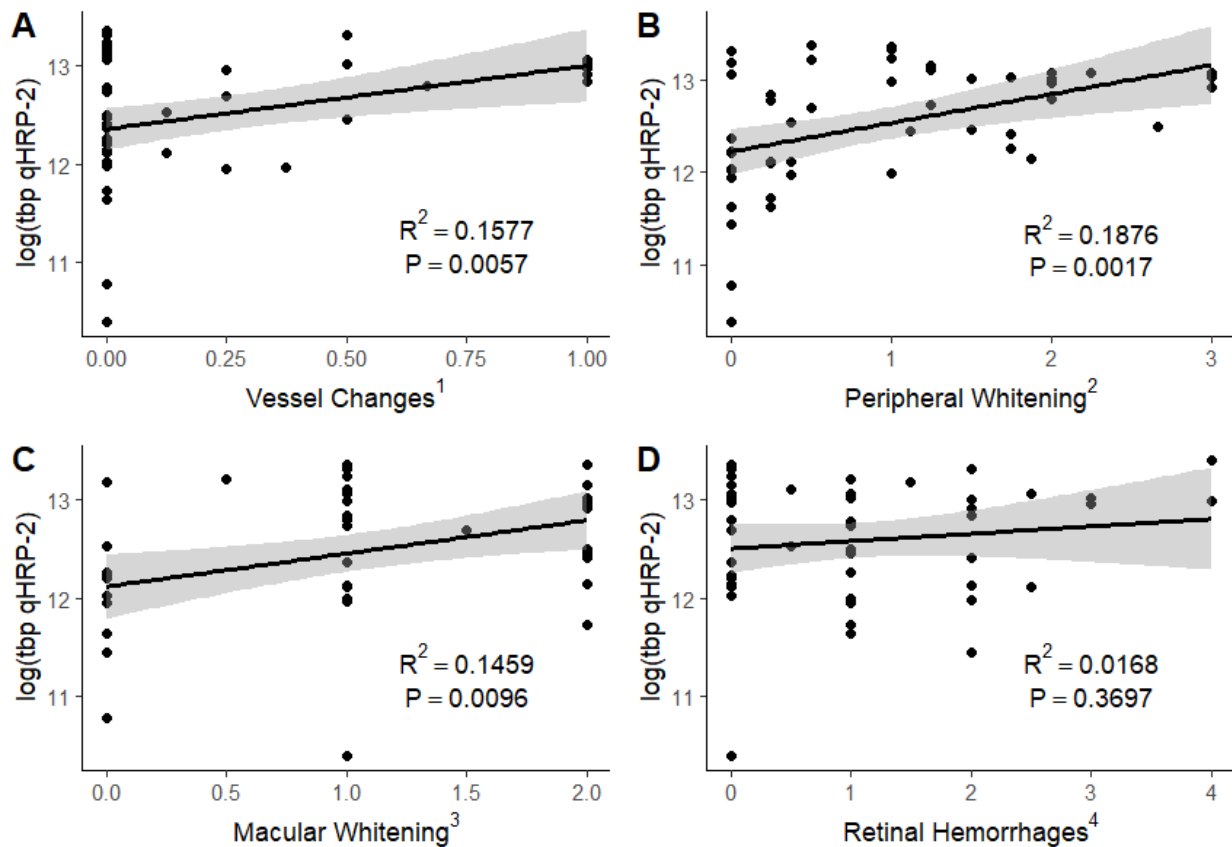 A
log(tbp qHRP-2)
13
12
11
R² = 0.1577
P = 0.0057
0.00 0.25 0.50 0.75 1.00
Vessel Changes¹
B
log(tbp qHRP-2)
13
12
11
R² = 0.1876
P = 0.0017
0 1 2 3
Peripheral Whitening²
C
log(tbp qHRP-2)
13
12
11
R² = 0.1459
P = 0.0096
0.0 0.5 1.0 1.5 2.0
Macular Whitening³
D
log(tbp qHRP-2)
13
12
11
R² = 0.0168
P = 0.3697
0 1 2 3 4
Retinal Hemorrhages⁴